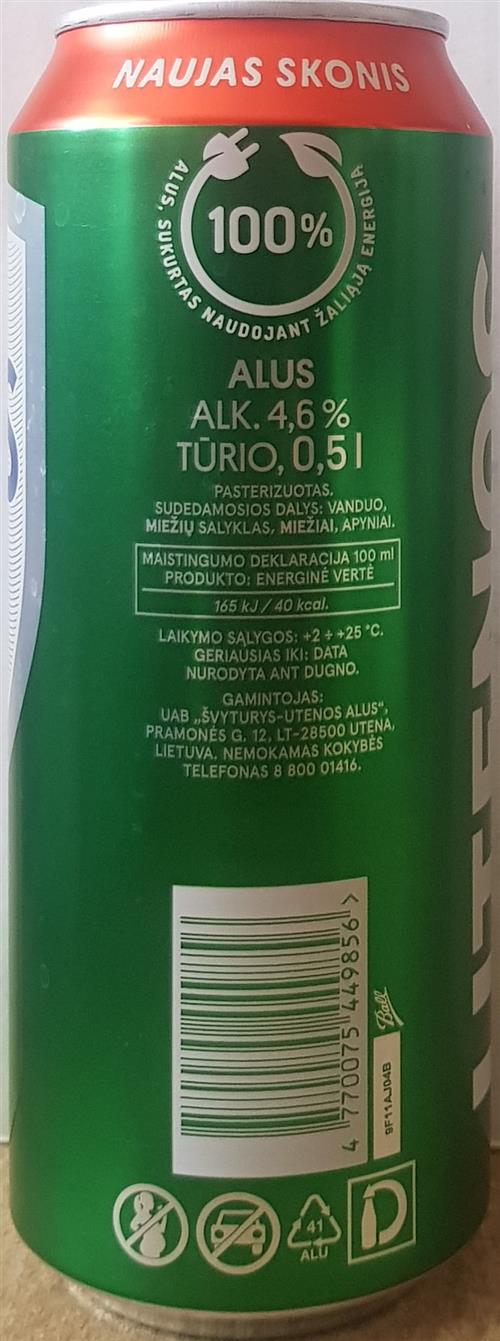 NAUJAS SKONIS
100%
ALUS, SUKURTAS NAUDOJANT ŽALIĄJĄ ENERGIJĄ
ALUS
ALK. 4,6 %
TŪRIO, 0,5 l
PASTERIZUOTAS.
SUDEDAMOSIOS DALYS: VANDUO,
MIEŽIŲ SALYKLAS, MIEŽIAI, APYNIAI.
MAISTINGUMO DEKLARACIJA 100 ml
PRODUKTO: ENERGINĖ VERTĖ
165 kJ / 40 kcal.
LAIKYMO SĄLYGOS: +2 ÷ +25 °C.
GERIAUSIAS IKI: DATA
NURODYTA ANT DUGNO.
GAMINTOJAS:
UAB „ŠVYTURYS-UTENOS ALUS“,
PRAMONĖS G. 12, LT-28500 UTENA,
LIETUVA. NEMOKAMAS KOKYBĖS
TELEFONAS 8 800 01416.
4 770075 449856 >
Ball
9F11AJ04B
41
ALU
D
UTENOS